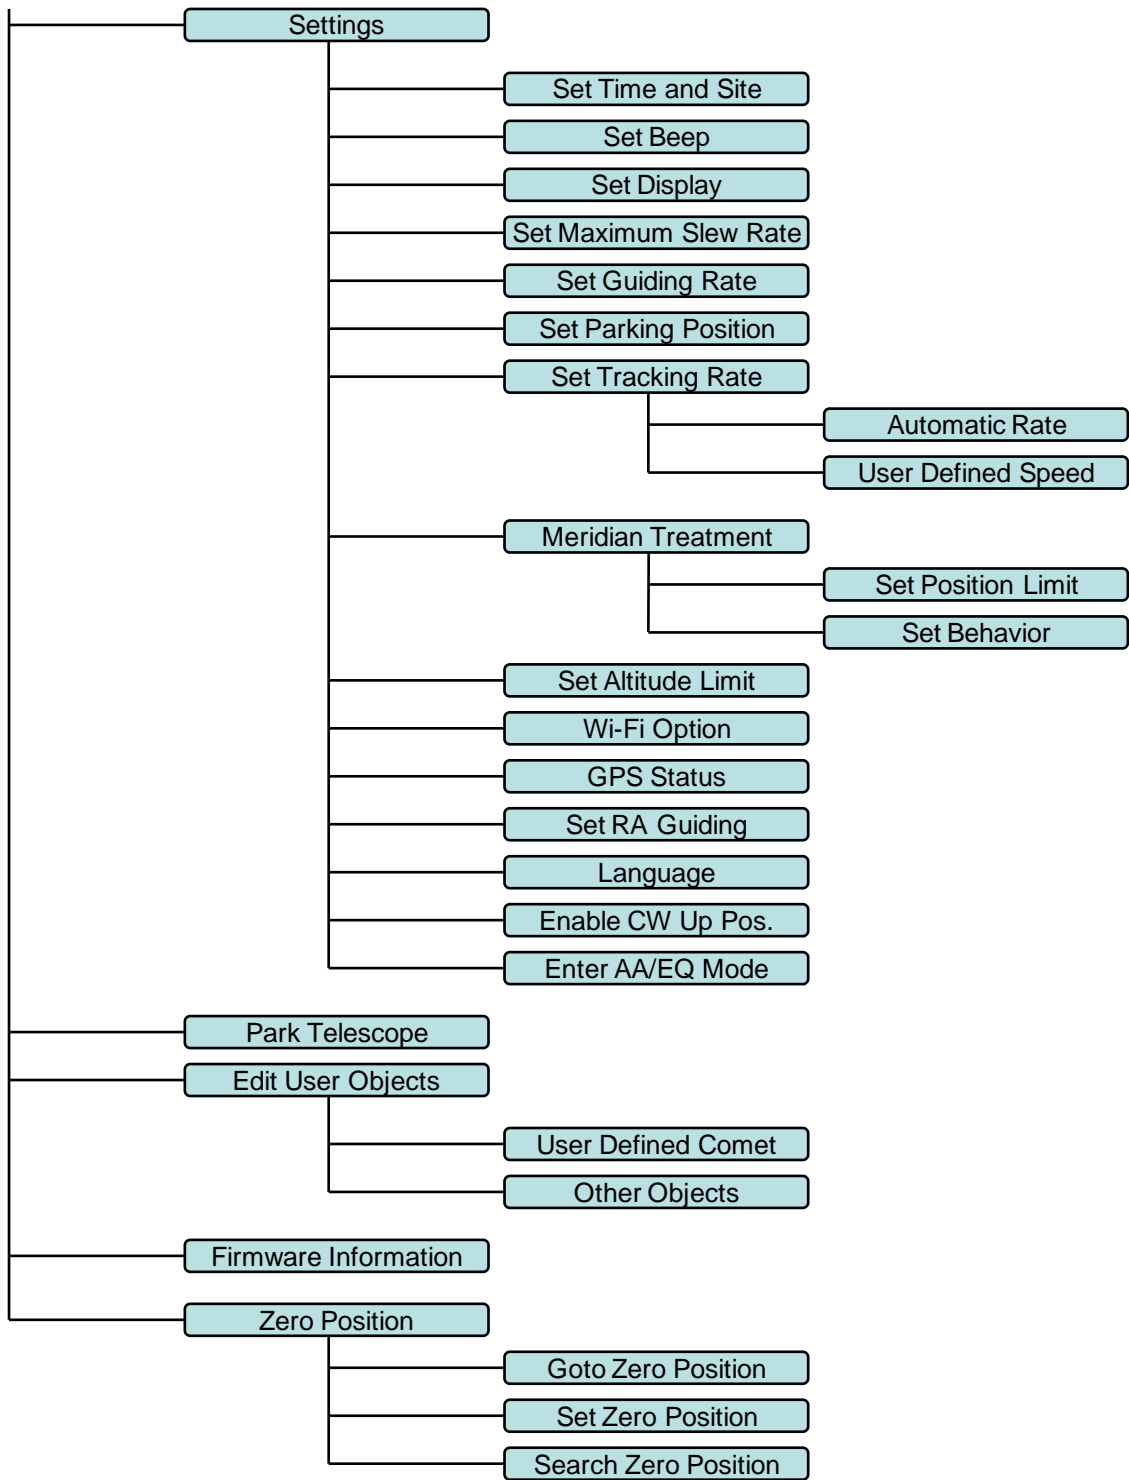 Settings
Set Time and Site
Set Beep
Set Display
Set Maximum Slew Rate
Set Guiding Rate
Set Parking Position
Set Tracking Rate
Automatic Rate
User Defined Speed
Meridian Treatment
Set Position Limit
Set Behavior
Set Altitude Limit
Wi-Fi Option
GPS Status
Set RA Guiding
Language
Enable CW Up Pos.
Enter AA/EQ Mode
Park Telescope
Edit User Objects
User Defined Comet
Other Objects
Firmware Information
Zero Position
Goto Zero Position
Set Zero Position
Search Zero Position